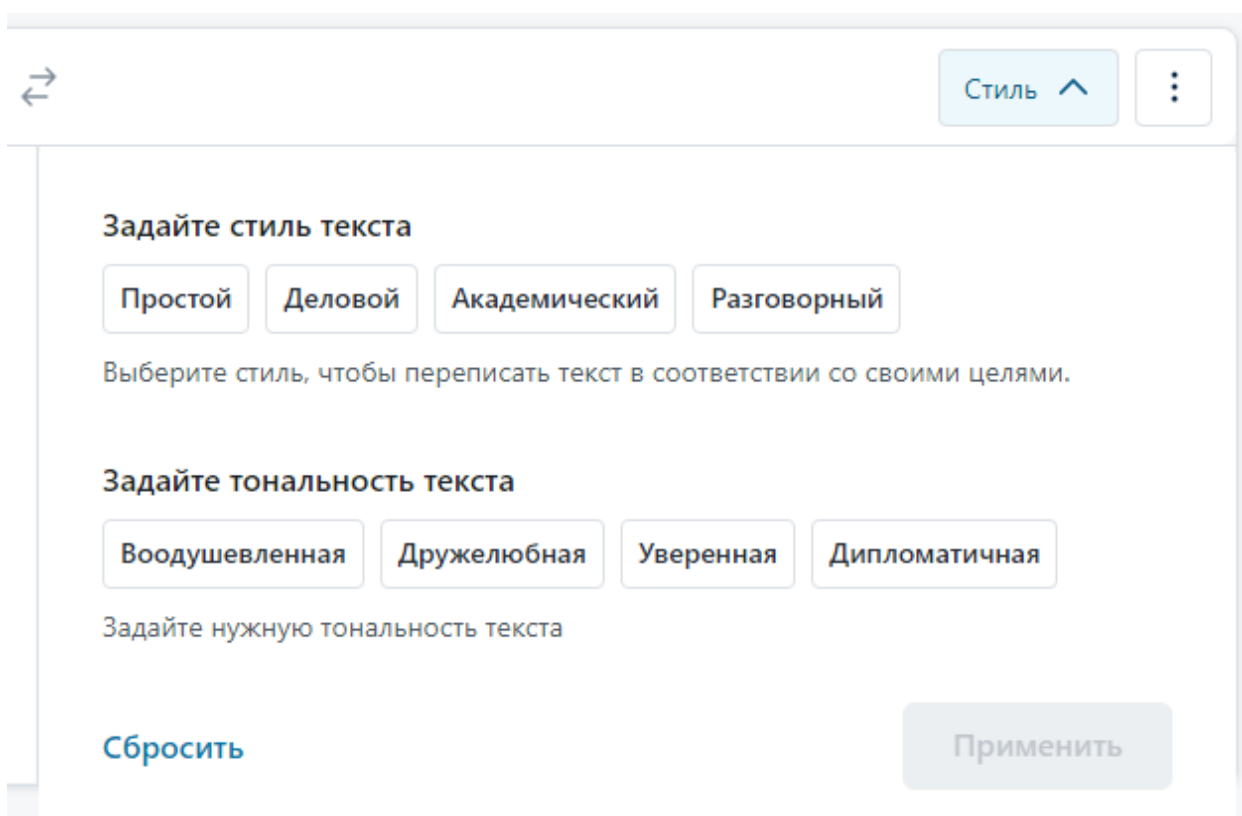 Стиль
Задайте стиль текста
Простой Деловой Академический Разговорный
Выберите стиль, чтобы переписать текст в соответствии со своими целями.
Задайте тональность текста
Воодушевленная Дружелюбная Уверенная Дипломатичная
Задайте нужную тональность текста
Сбросить Применить